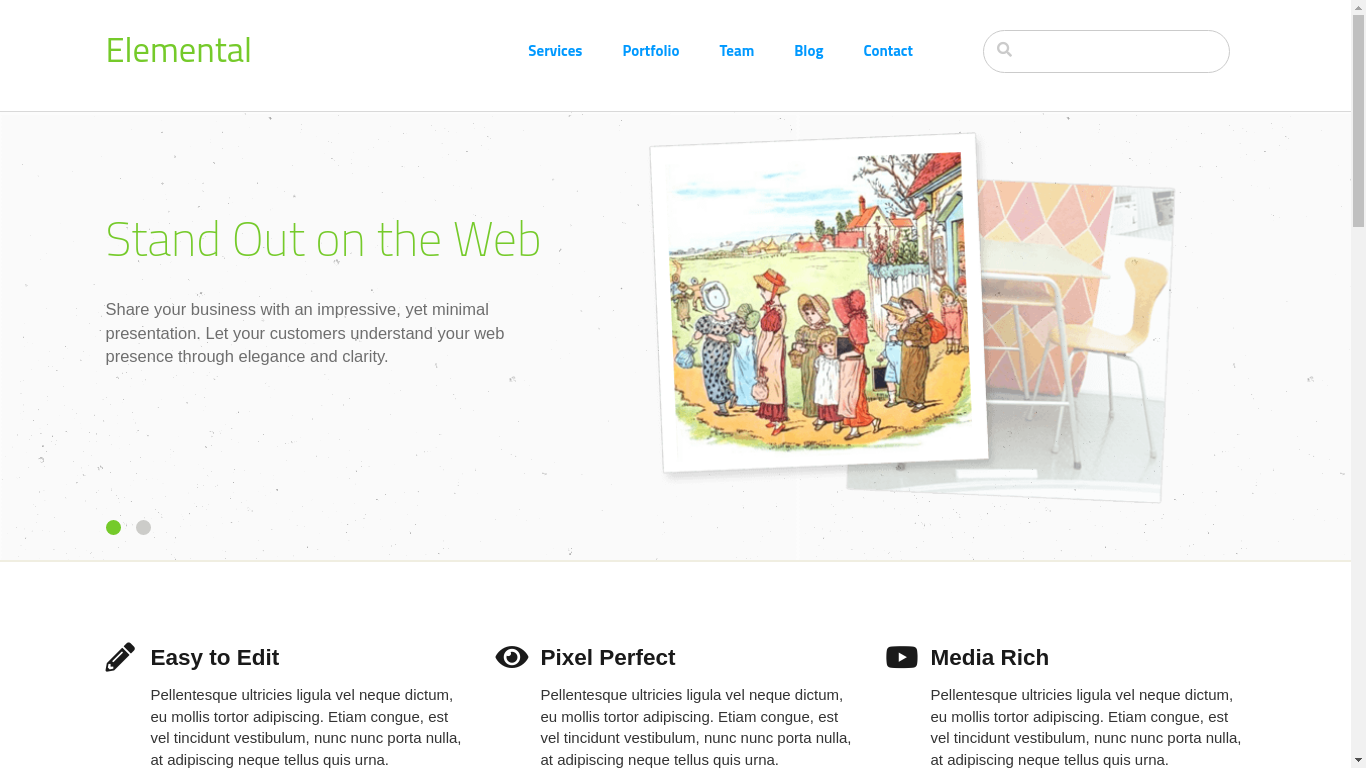 Elemental
Services Portfolio Team Blog Contact
Stand Out on the Web
Share your business with an impressive, yet minimal
presentation. Let your customers understand your web
presence through elegance and clarity.
Easy to Edit
Pellentesque ultricies ligula vel neque dictum,
eu mollis tortor adipiscing. Etiam congue, est
vel tincidunt vestibulum, nunc nunc porta nulla,
at adipiscing neque tellus quis urna.
Pixel Perfect
Pellentesque ultricies ligula vel neque dictum,
eu mollis tortor adipiscing. Etiam congue, est
vel tincidunt vestibulum, nunc nunc porta nulla,
at adipiscing neque tellus quis urna.
Media Rich
Pellentesque ultricies ligula vel neque dictum,
eu mollis tortor adipiscing. Etiam congue, est
vel tincidunt vestibulum, nunc nunc porta nulla,
at adipiscing neque tellus quis urna.